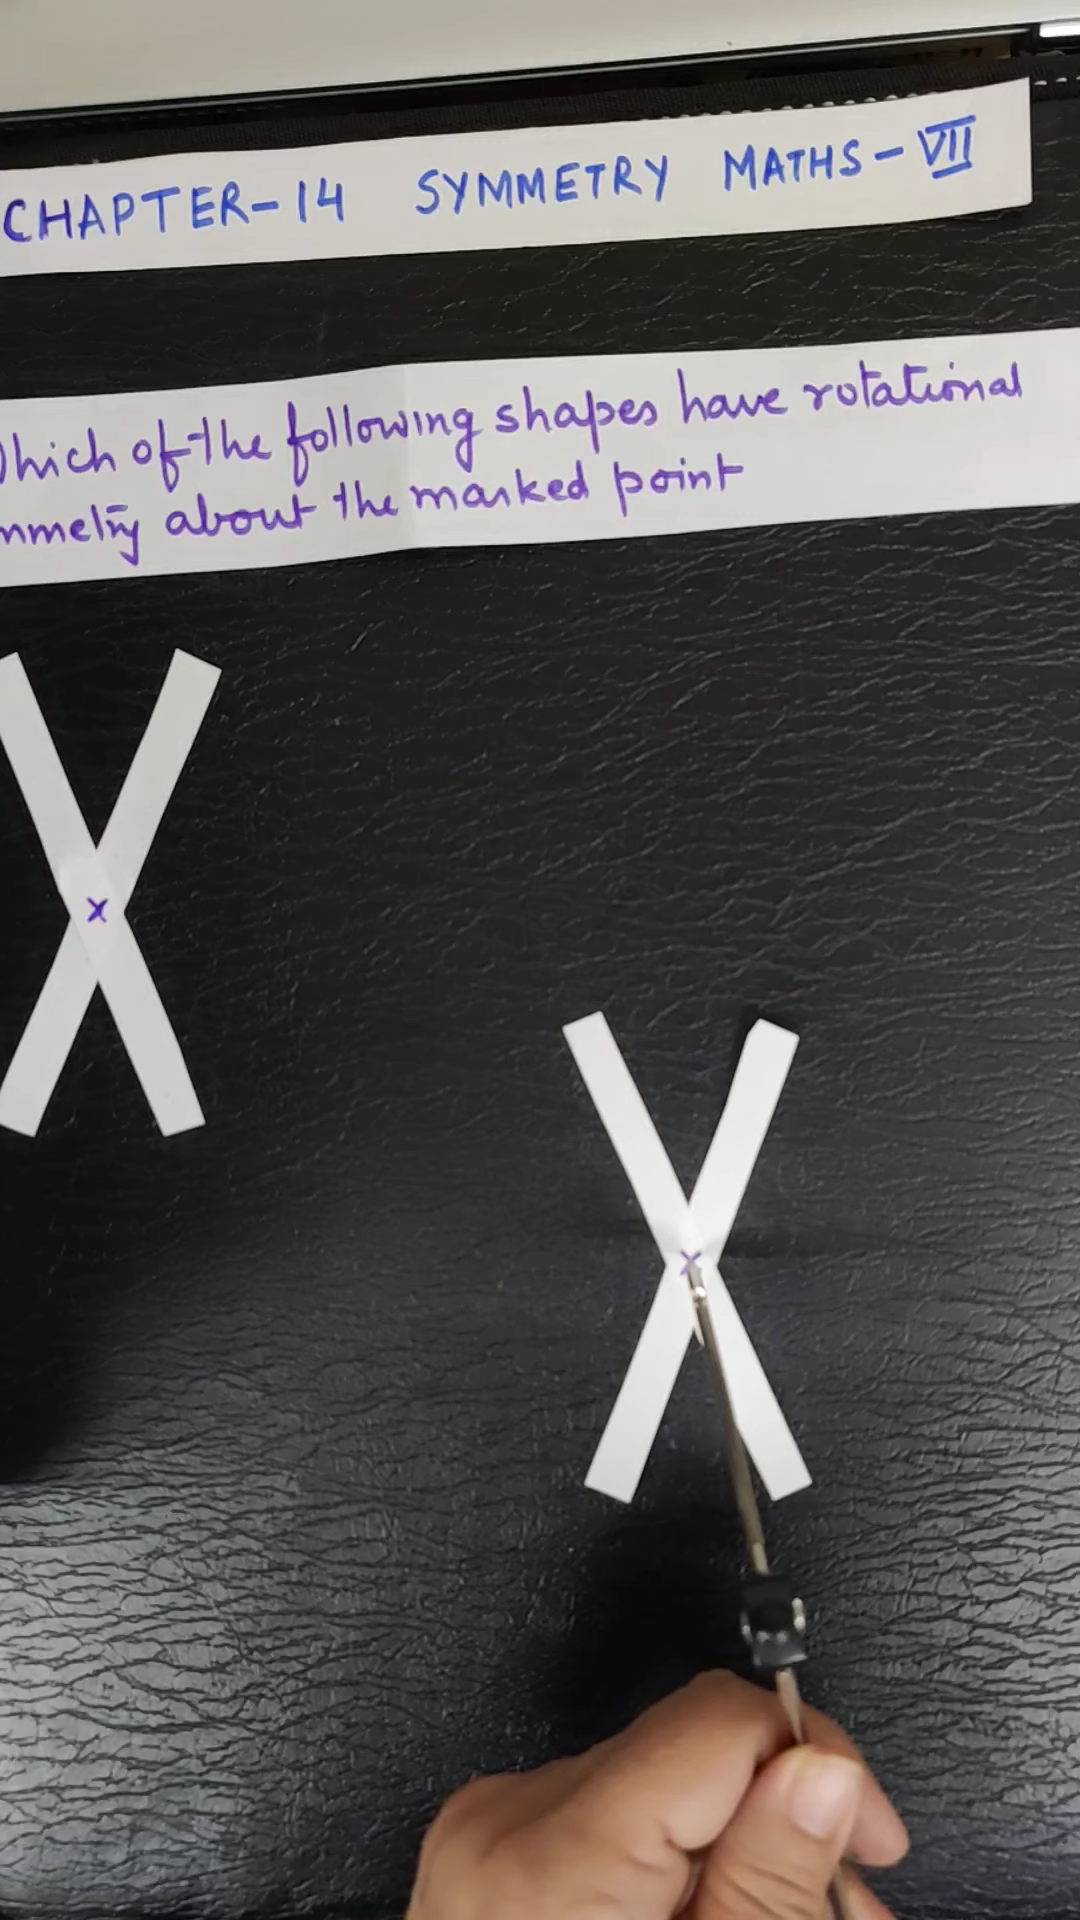 CHAPTER-14 SYMMETRY MATHS-VII
hich of the following shapes have rotational
mmetry about the marked point
x
x